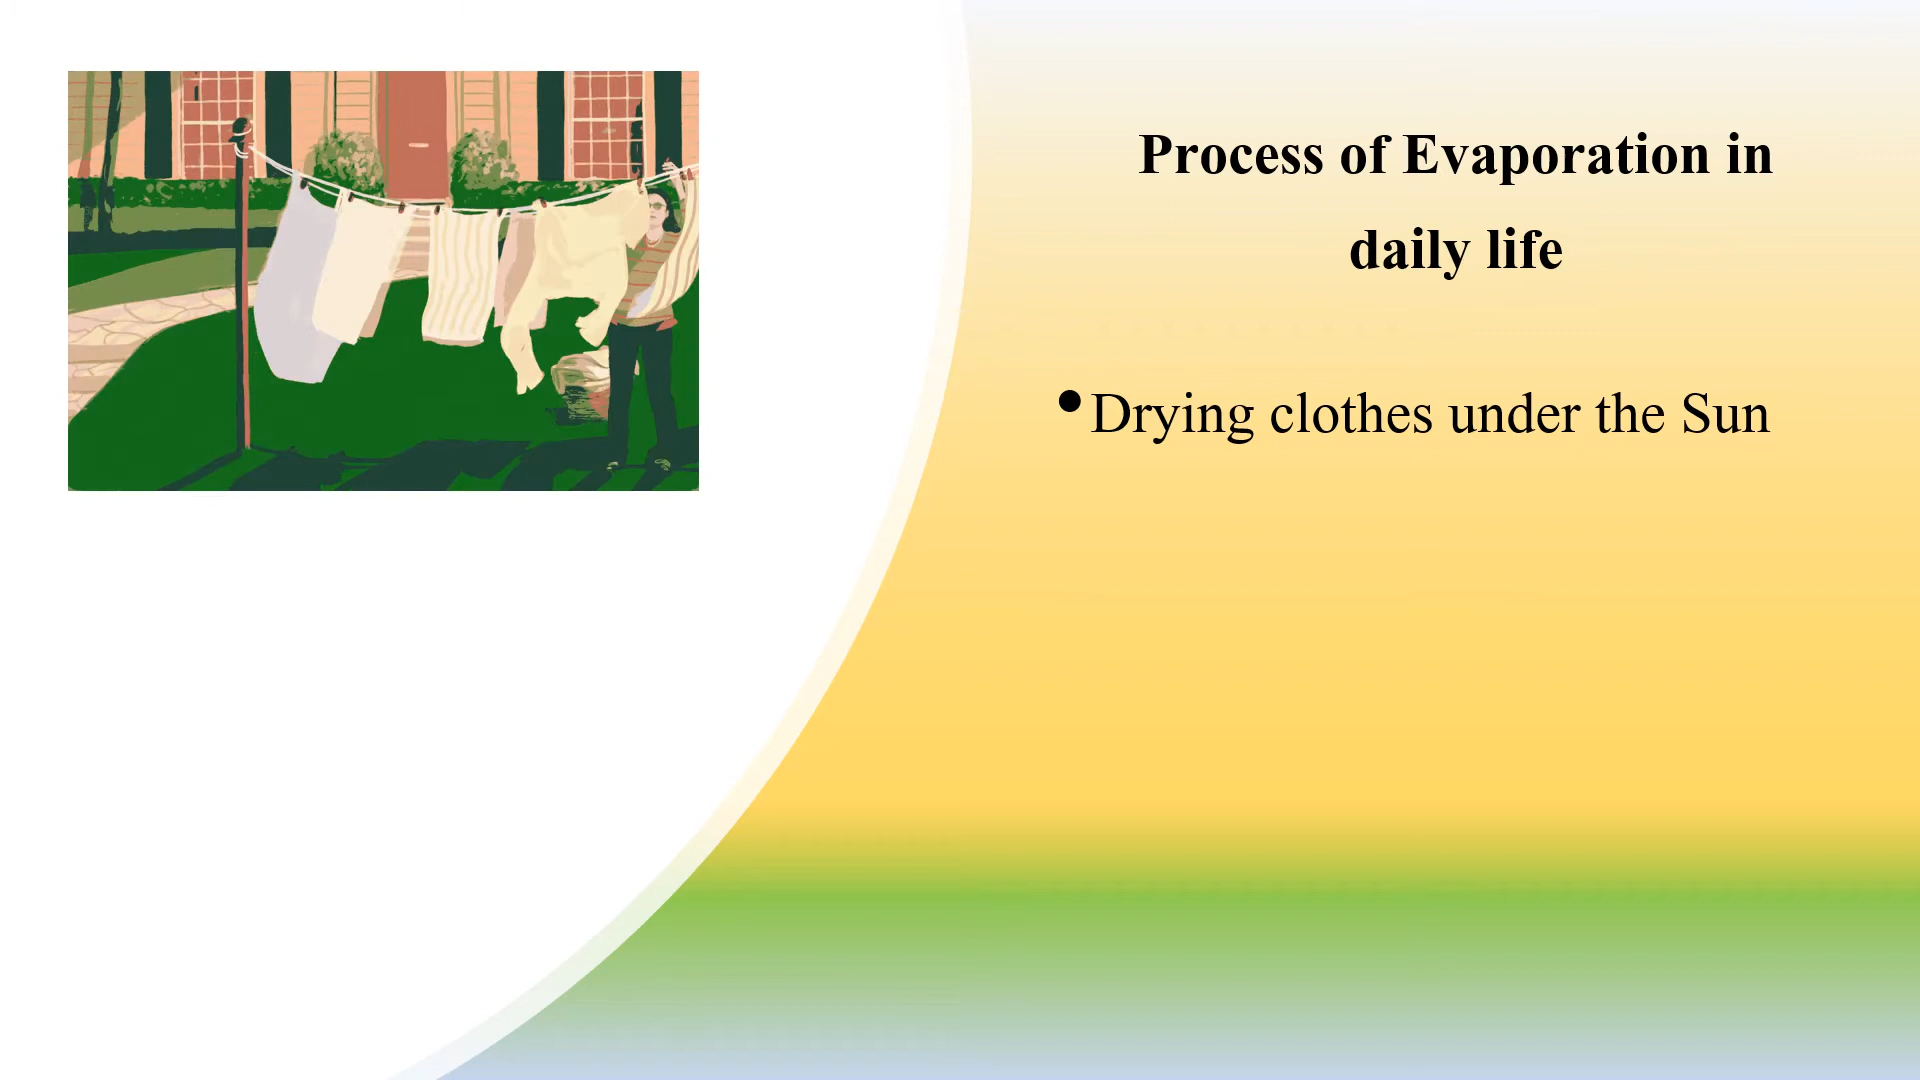 Process of Evaporation in
daily life
•Drying clothes under the Sun